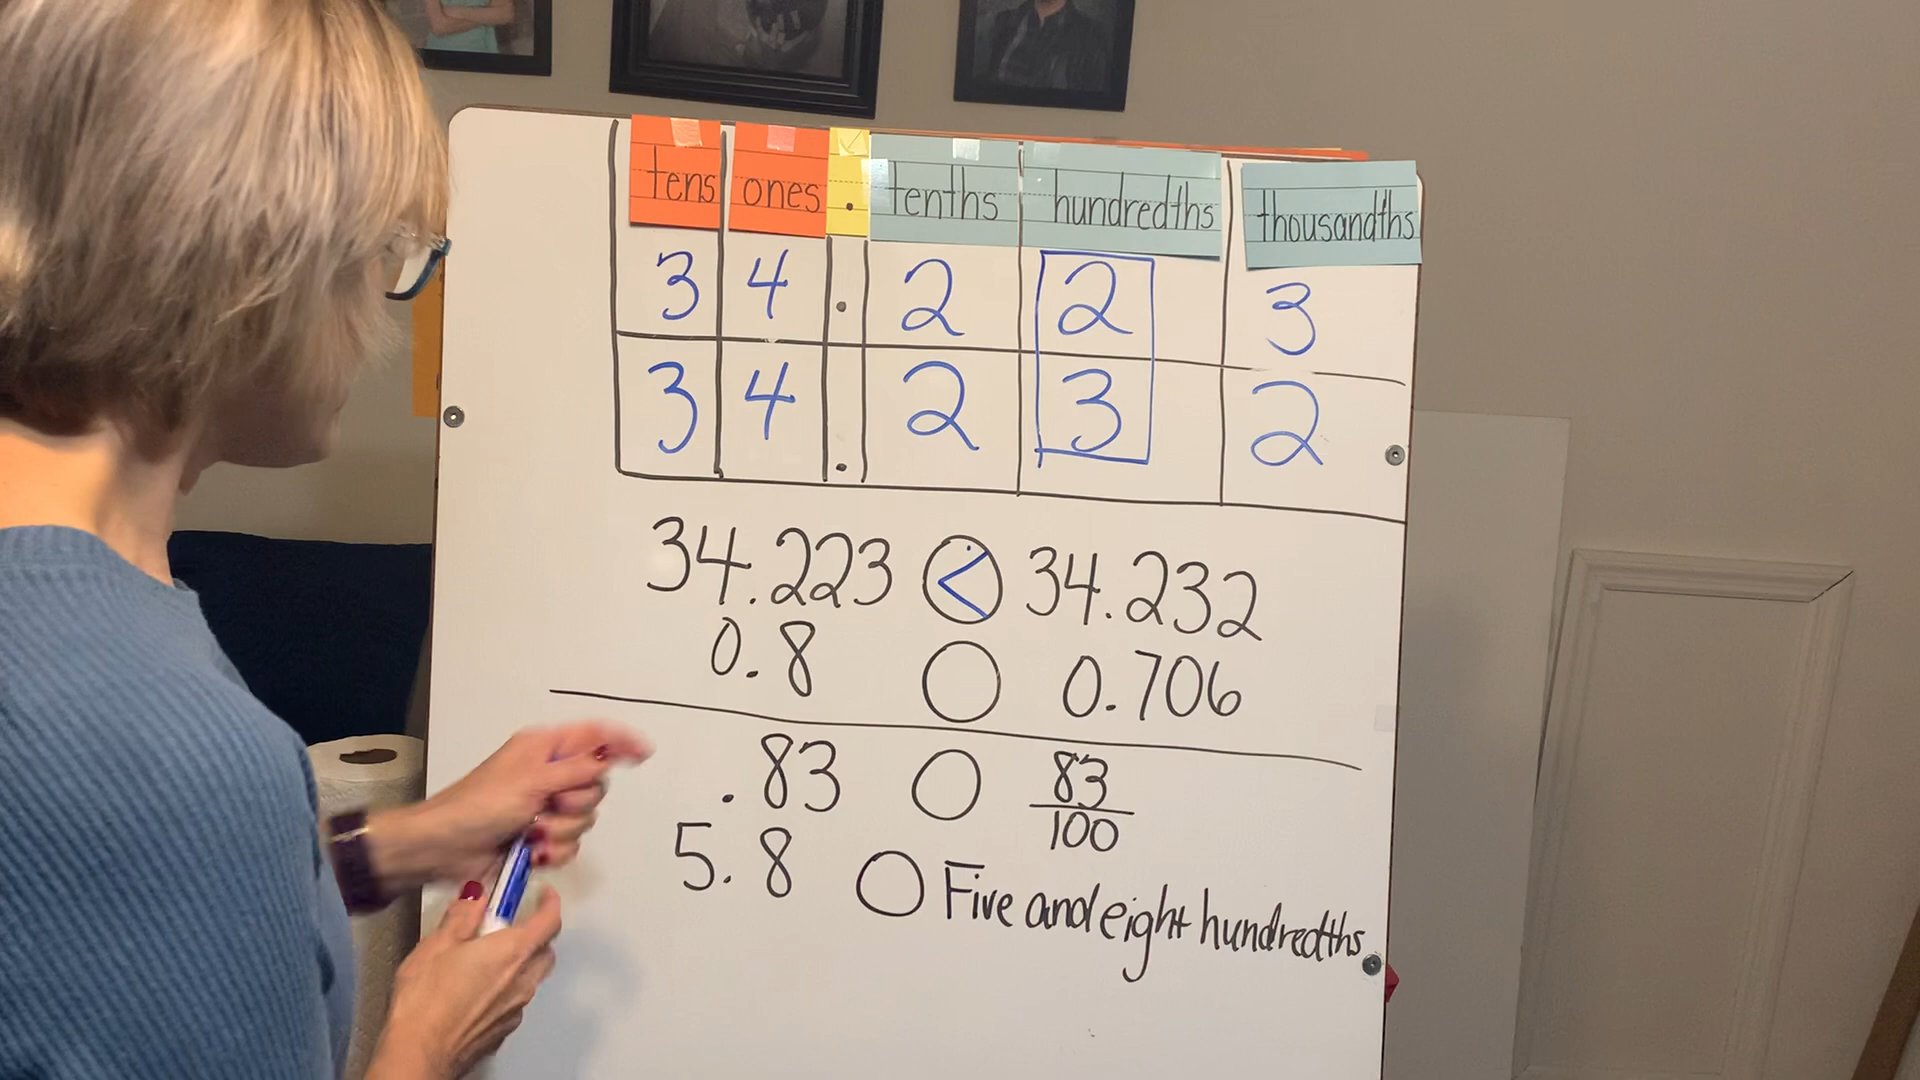 tens ones . tenths hundredths thousandths
3 4 . 2 2 3
3 4 . 2 3 2
34.223 < 34.232
0.8 0.706
.83 83/100
5.8 Five and eight hundredths